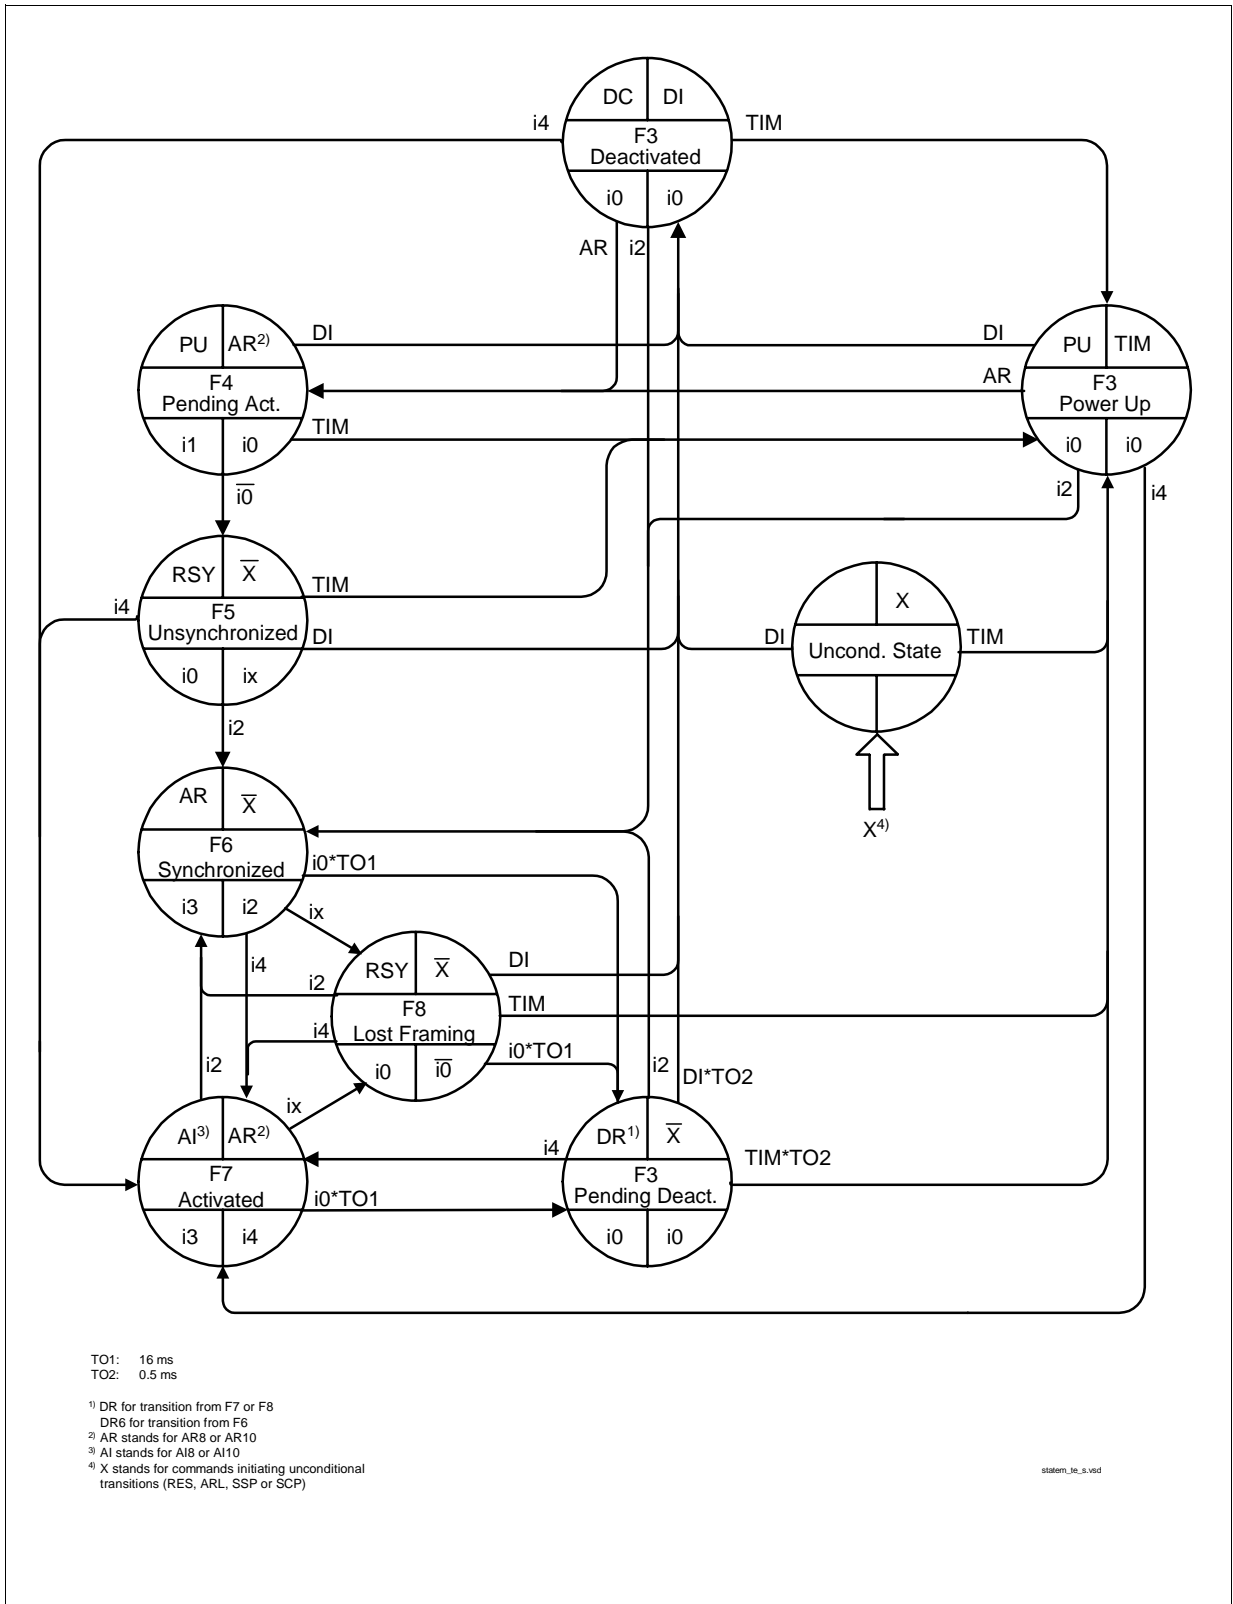 DC DI
i4 TIM
F3
Deactivated
i0 i0
AR i2
PU AR²⁾ DI
DI PU TIM
F4
Pending Act.
AR F3
Power Up
i1 i0 TIM
i0 i0
i̅0̅
i2 i4
RSY X̅ TIM
i4 F5
Unsynchronized DI
i0 ix
X
DI Uncond. State TIM
i2
X⁴⁾
AR X̅
F6
Synchronized i0*TO1
i3 i2 ix
i4
RSY X̅ DI
i2 F8 TIM
i4 Lost Framing
i0 i̅0̅ i0*TO1
i2 ix
i2 DI*TO2
AI³⁾ AR²⁾
i4 DR¹⁾ X̅ TIM*TO2
F7
Activated i0*TO1
F3
Pending Deact.
i3 i4
i0 i0
TO1: 16 ms
TO2: 0.5 ms
¹⁾ DR for transition from F7 or F8
DR6 for transition from F6
²⁾ AR stands for AR8 or AR10
³⁾ AI stands for AI8 or AI10
⁴⁾ X stands for commands initiating unconditional
transitions (RES, ARL, SSP or SCP)
statem_te_s.vsd